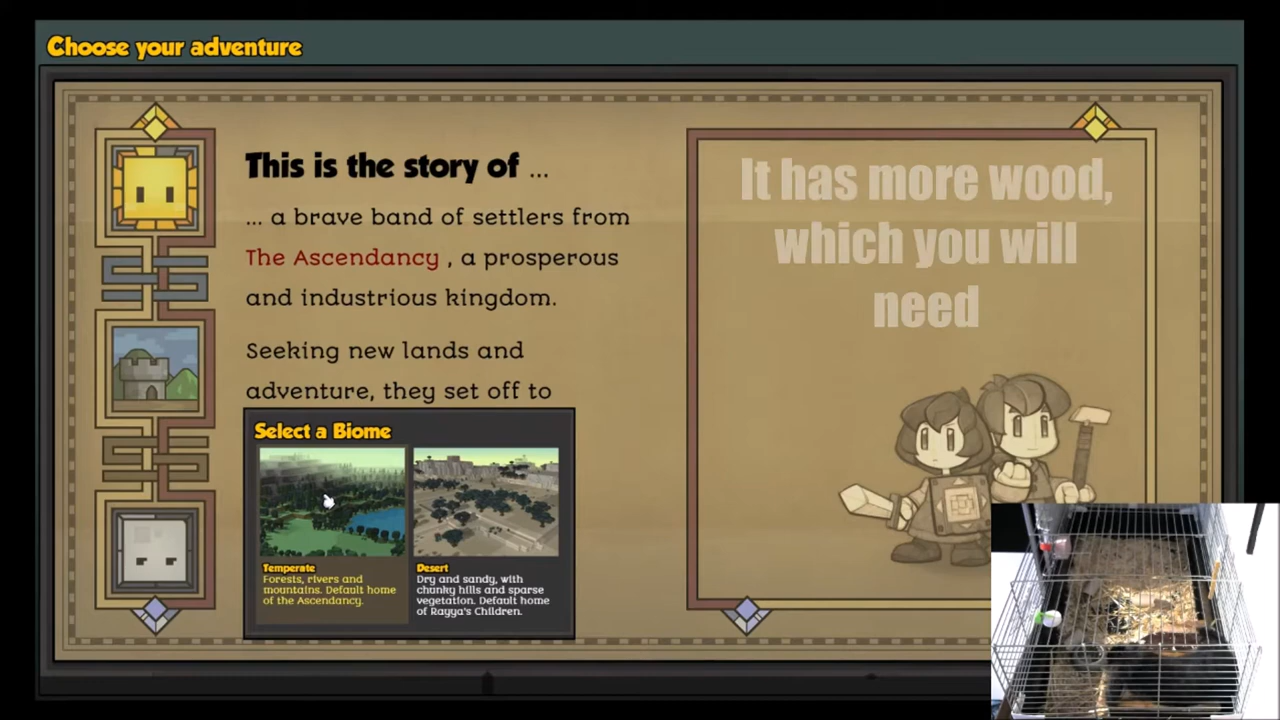 Choose your adventure
This is the story of ...
... a brave band of settlers from
The Ascendancy , a prosperous
and industrious kingdom.
Seeking new lands and
adventure, they set off to
Select a Biome
Temperate
Forests, rivers and
mountains. Default home
of the Ascendancy.
Desert
Dry and sandy, with
chunky hills and sparse
vegetation. Default home
of Rayya's Children.
It has more wood,
which you will
need